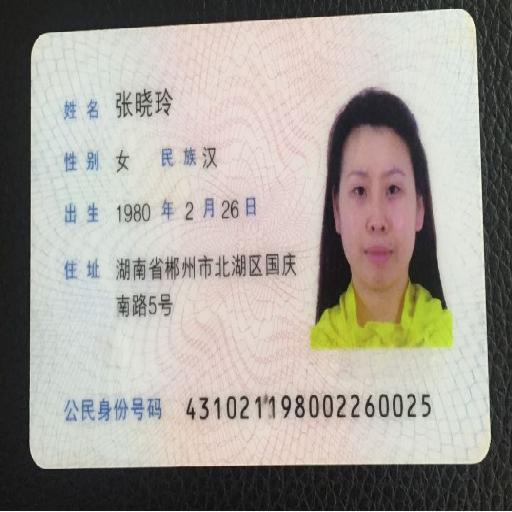 姓名 张晓玲
性别 女 民族 汉
出生 1980 年 2 月 26 日
住址 湖南省郴州市北湖区国庆
南路5号
公民身份号码 431021198002260025